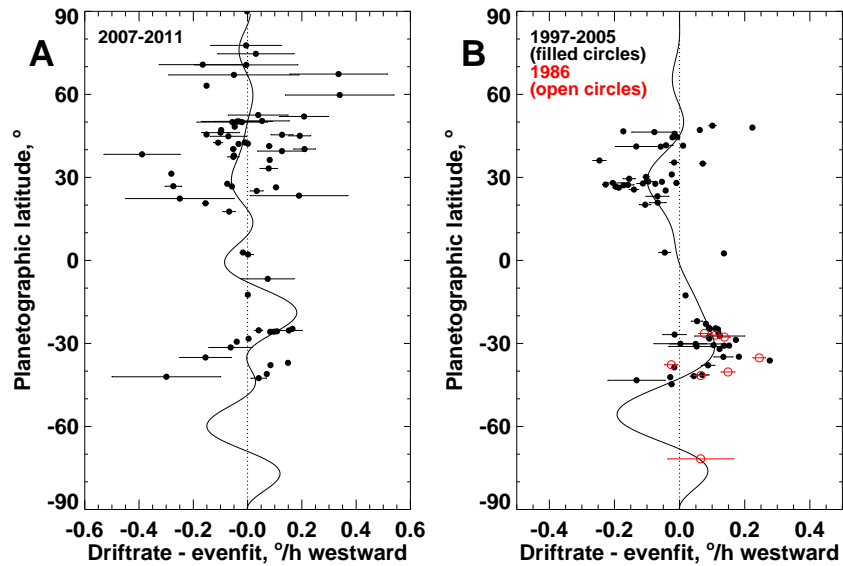 A
2007-2011
90
60
30
0
-30
-60
-90
Planetographic latitude, °
-0.6 -0.4 -0.2 -0.0 0.2 0.4 0.6
Driftrate - evenfit, °/h westward
B
1997-2005
(filled circles)
1986
(open circles)
90
60
30
0
-30
-60
-90
Planetographic latitude, °
-0.4 -0.2 0.0 0.2 0.4
Driftrate - evenfit, °/h westward